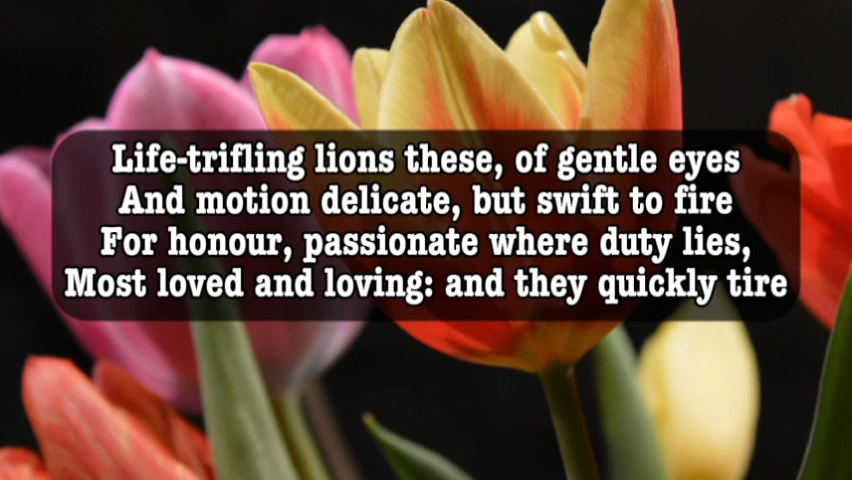 Life-trifling lions these, of gentle eyes
And motion delicate, but swift to fire
For honour, passionate where duty lies,
Most loved and loving: and they quickly tire